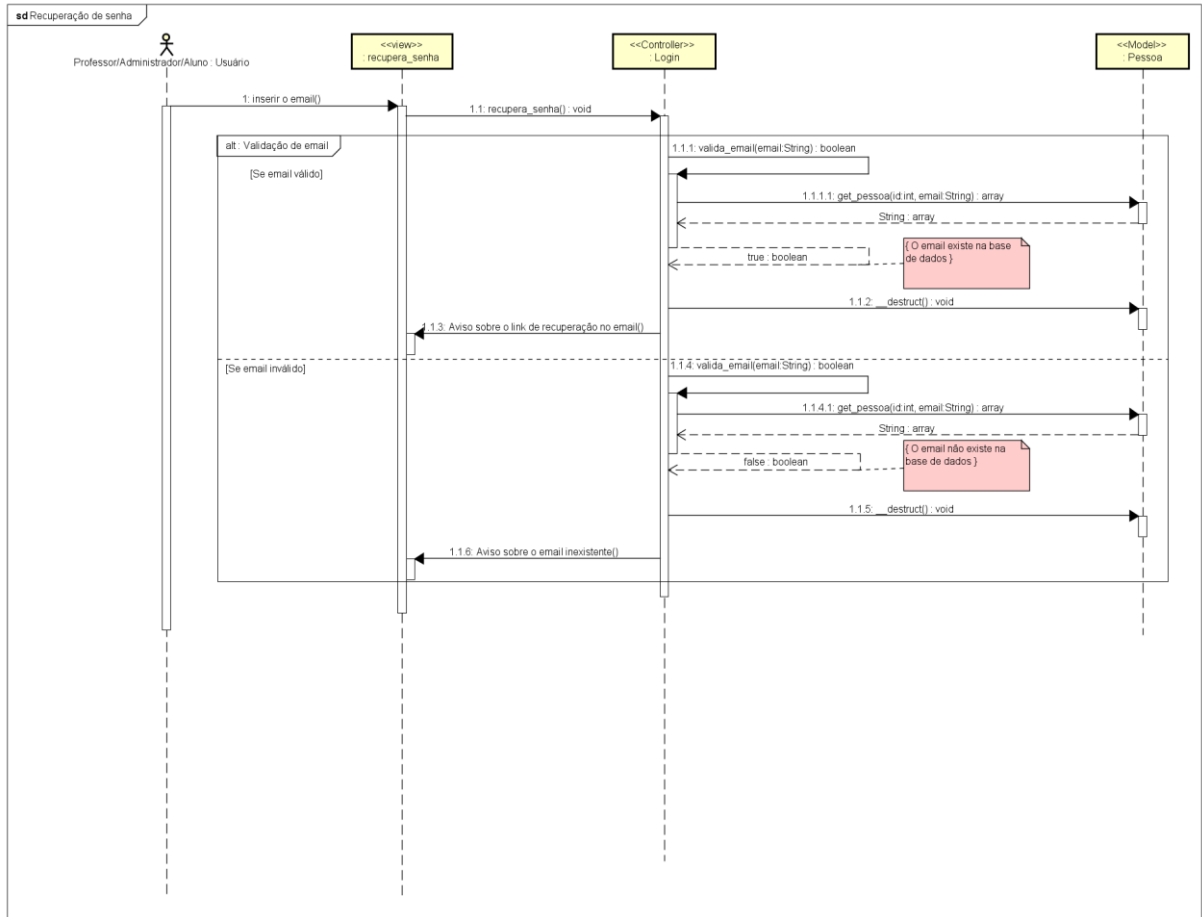 sd Recuperação de senha
Professor/Administrador/Aluno : Usuário
<<view>>
: recupera_senha
<<Controller>>
: Login
<<Model>>
: Pessoa
1: inserir o email()
1.1: recupera_senha() : void
alt : Validação de email
[Se email válido]
1.1.1: valida_email(email:String) : boolean
1.1.1.1: get_pessoa(id:int, email:String) : array
String : array
{ O email existe na base
de dados }
true : boolean
1.1.2: __destruct() : void
1.1.3: Aviso sobre o link de recuperação no email()
[Se email inválido]
1.1.4: valida_email(email:String) : boolean
1.1.4.1: get_pessoa(id:int, email:String) : array
String : array
{ O email não existe na
base de dados }
false : boolean
1.1.5: __destruct() : void
1.1.6: Aviso sobre o email inexistente()